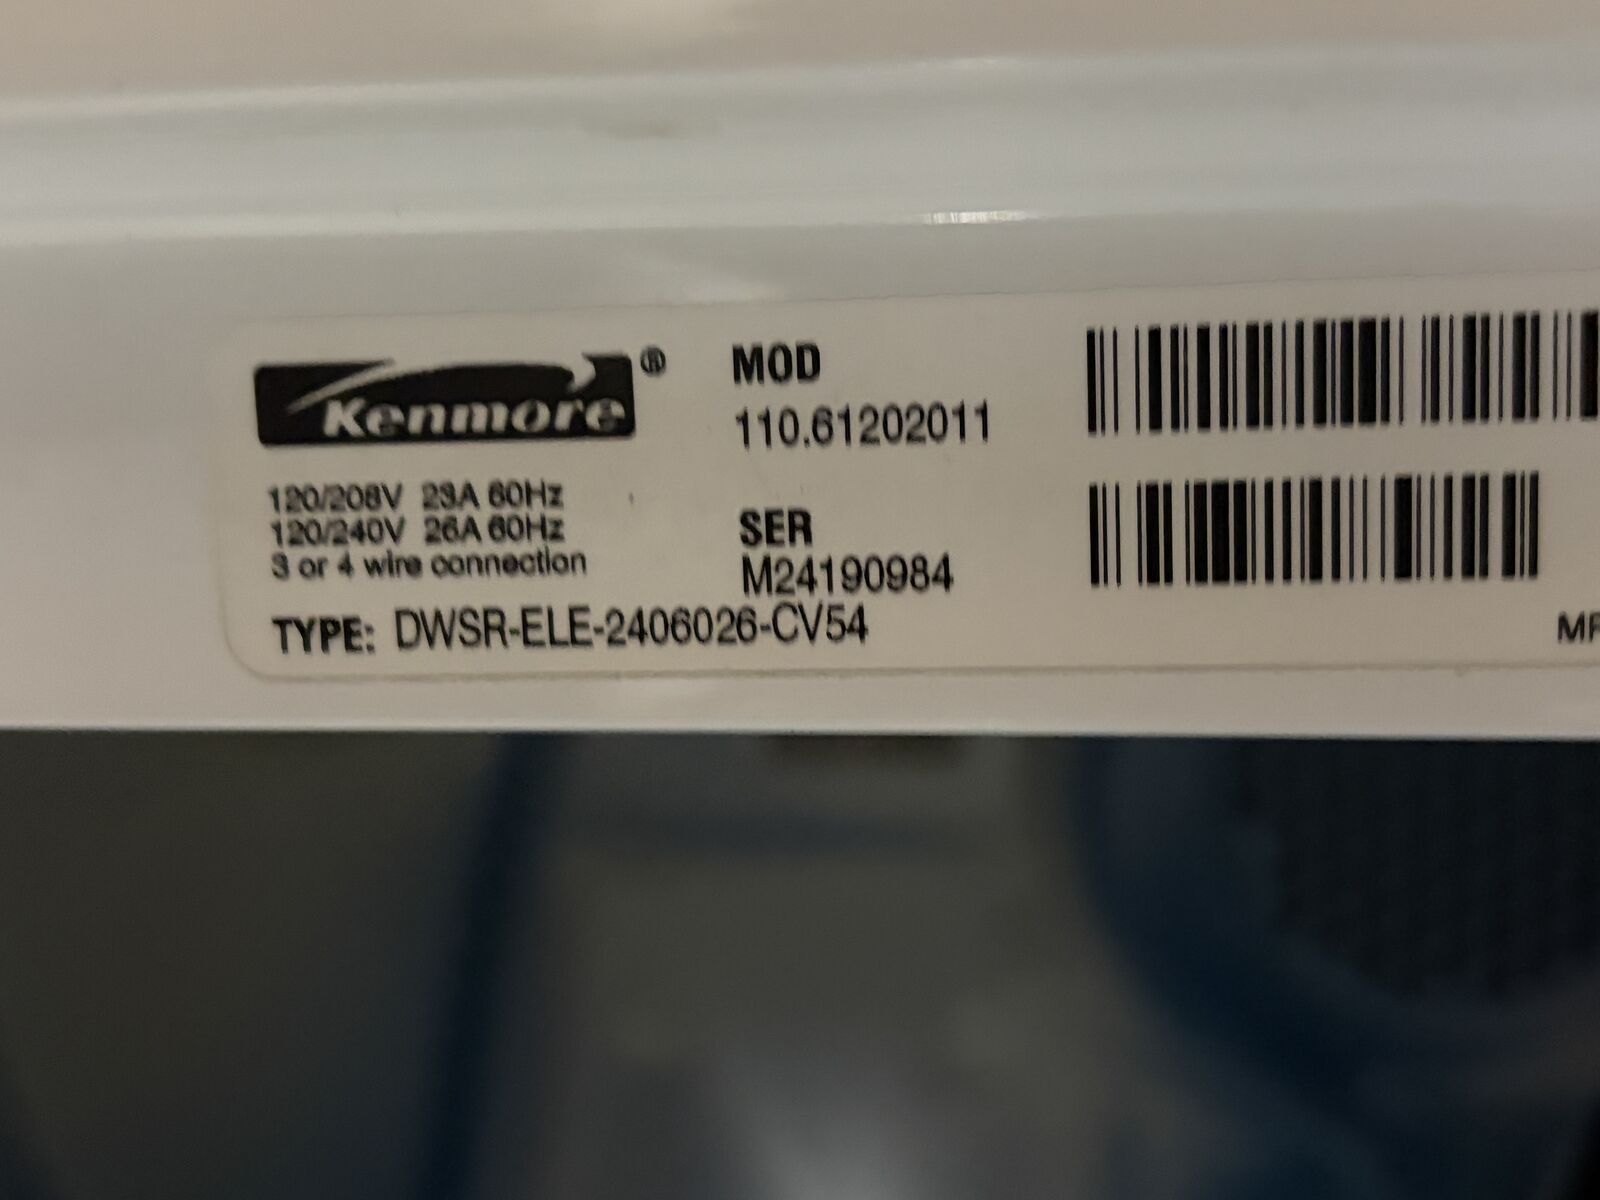 Kenmore®
120/208V 23A 60Hz
120/240V 26A 60Hz
3 or 4 wire connection
MOD
110.61202011
SER
M24190984
TYPE: DWSR-ELE-2406026-CV54